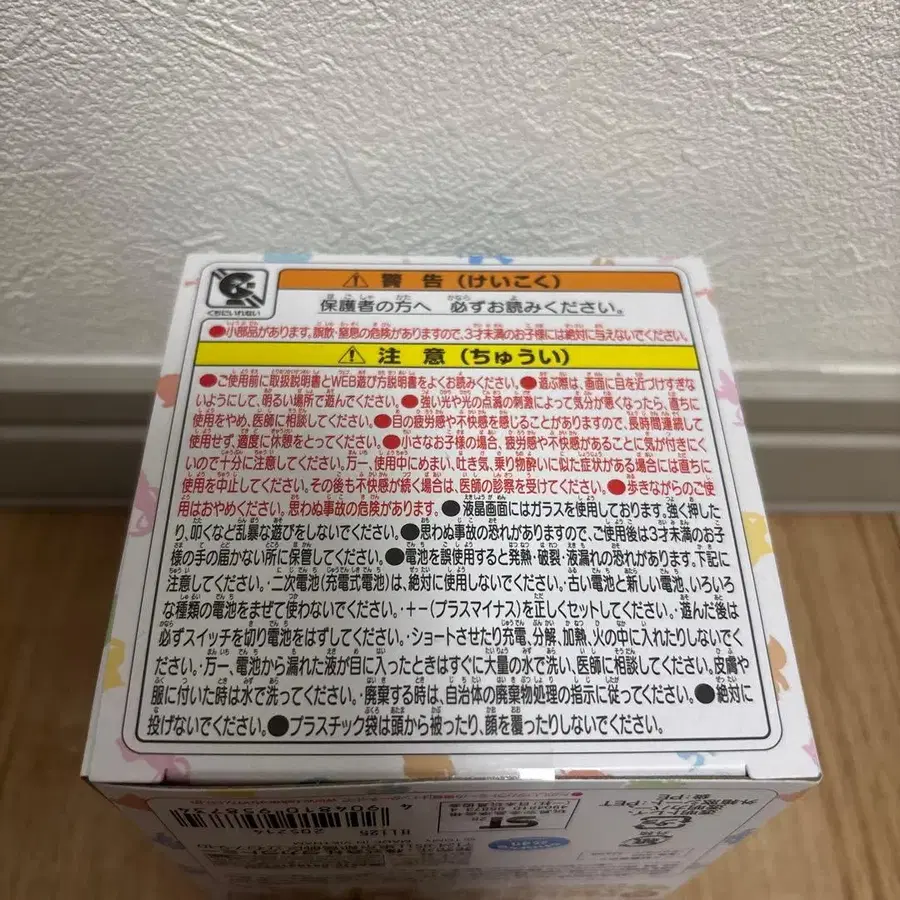 くちにいれない
警告(けいこく)
保護者の方へ 必ずお読みください。
●小部品があります。誤飲・窒息の危険がありますので、3才未満のお子様には絶対に与えないでください。
注意(ちゅうい)
●ご使用前に取扱説明書とWEB遊び方説明書をよくお読みください。●遊ぶ際は、画面に目を近づけすぎな
いようにして、明るい場所で遊んでください。●強い光や光の点滅の刺激によって気分が悪くなったら、直ちに
使用をやめ、医師に相談してください。●目の疲労感や不快感を感じることがありますので、長時間連続して
使用せず、適度に休憩をとってください。●小さなお子様の場合、疲労感や不快感があることに気が付きにく
いので十分に注意してください。万一、使用中にめまい、吐き気、乗り物酔いに似た症状がある場合には直ちに
使用を中止してください。その後も不快感が続く場合は、医師の診察を受けてください。●歩きながらのご使
用はおやめください。思わぬ事故の危険があります。●液晶画面にはガラスを使用しております。強く押した
り、叩くなど乱暴な遊びをしないでください。●思わぬ事故の恐れがありますので、ご使用後は3才未満のお子
様の手の届かない所に保管してください。●電池を誤使用すると発熱・破裂・液漏れの恐れがあります。下記に
注意してください。・二次電池(充電式電池)は、絶対に使用しないでください。・古い電池と新しい電池、いろいろ
な種類の電池をまぜて使わないでください。・+−(プラスマイナス)を正しくセットしてください。・遊んだ後は
必ずスイッチを切り電池をはずしてください。・ショートさせたり充電、分解、加熱、火の中に入れたりしないでく
ださい。・万一、電池から漏れた液が目に入ったときはすぐに大量の水で洗い、医師に相談してください。皮膚や
服に付いた時は水で洗ってください。・廃棄する時は、自治体の廃棄物処理の指示に従ってください。●絶対に
投げないでください。●プラスチック袋は頭から被ったり、顔を覆ったりしないでください。
ST